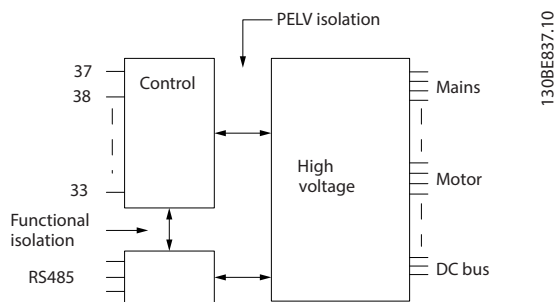 PELV isolation
130BE837.10
37
Control
38
Mains
High
voltage
Motor
33
Functional
isolation
RS485
DC bus